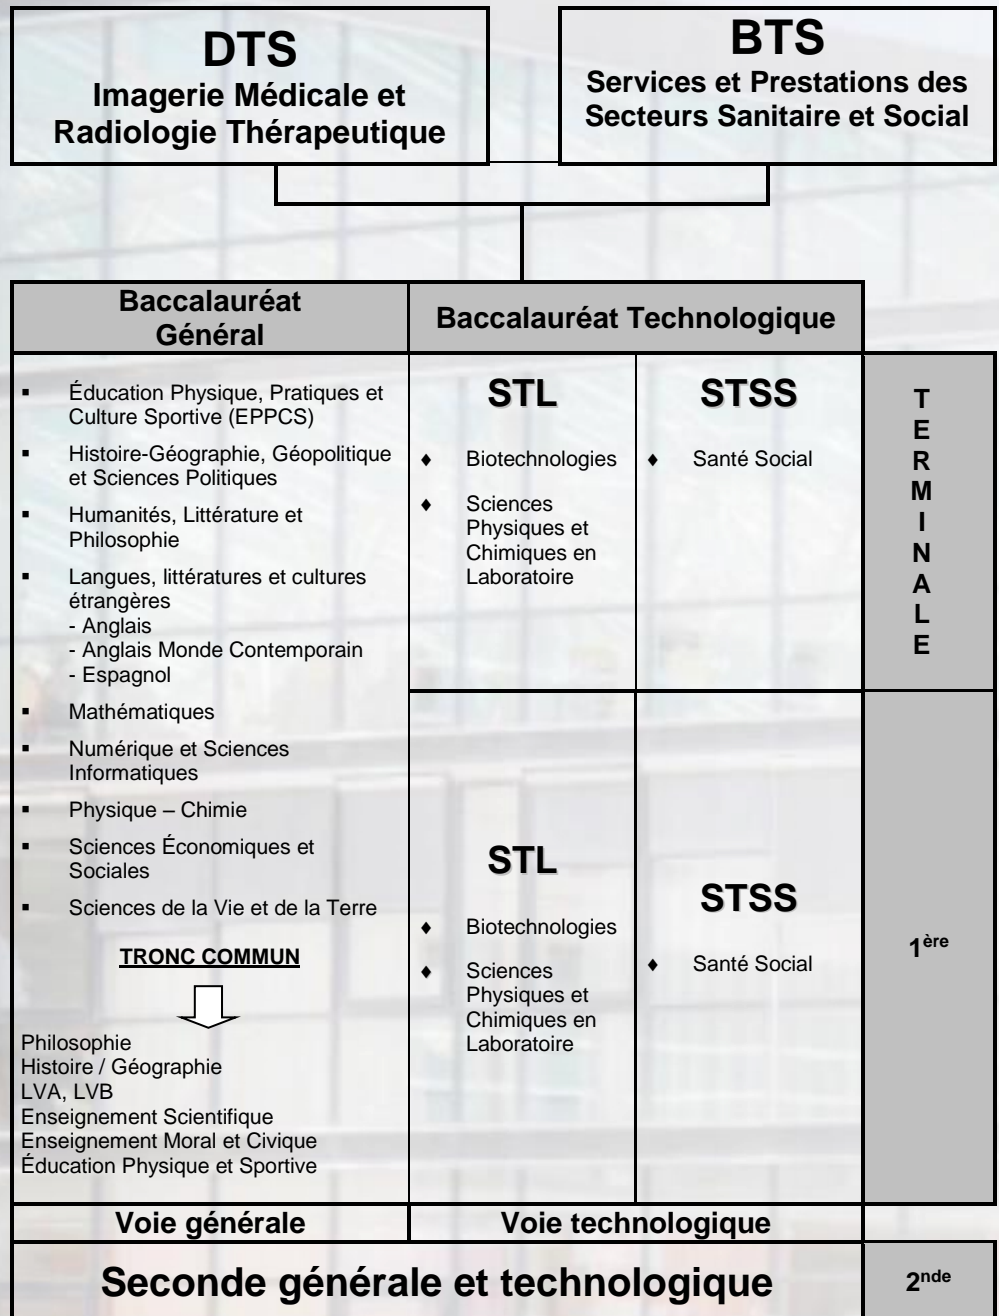 DTS
Imagerie Médicale et
Radiologie Thérapeutique
BTS
Services et Prestations des
Secteurs Sanitaire et Social
Baccalauréat
Général
Baccalauréat Technologique
▪ Éducation Physique, Pratiques et
Culture Sportive (EPPCS)
▪ Histoire-Géographie, Géopolitique
et Sciences Politiques
▪ Humanités, Littérature et
Philosophie
▪ Langues, littératures et cultures
étrangères
- Anglais
- Anglais Monde Contemporain
- Espagnol
▪ Mathématiques
▪ Numérique et Sciences
Informatiques
▪ Physique – Chimie
▪ Sciences Économiques et
Sociales
▪ Sciences de la Vie et de la Terre
TRONC COMMUN
Philosophie
Histoire / Géographie
LVA, LVB
Enseignement Scientifique
Enseignement Moral et Civique
Éducation Physique et Sportive
STL
♦ Biotechnologies
♦ Sciences
Physiques et
Chimiques en
Laboratoire
STSS
♦ Santé Social
T
E
R
M
I
N
A
L
E
STL
♦ Biotechnologies
♦ Sciences
Physiques et
Chimiques en
Laboratoire
STSS
♦ Santé Social
1ère
Voie générale
Voie technologique
Seconde générale et technologique
2nde